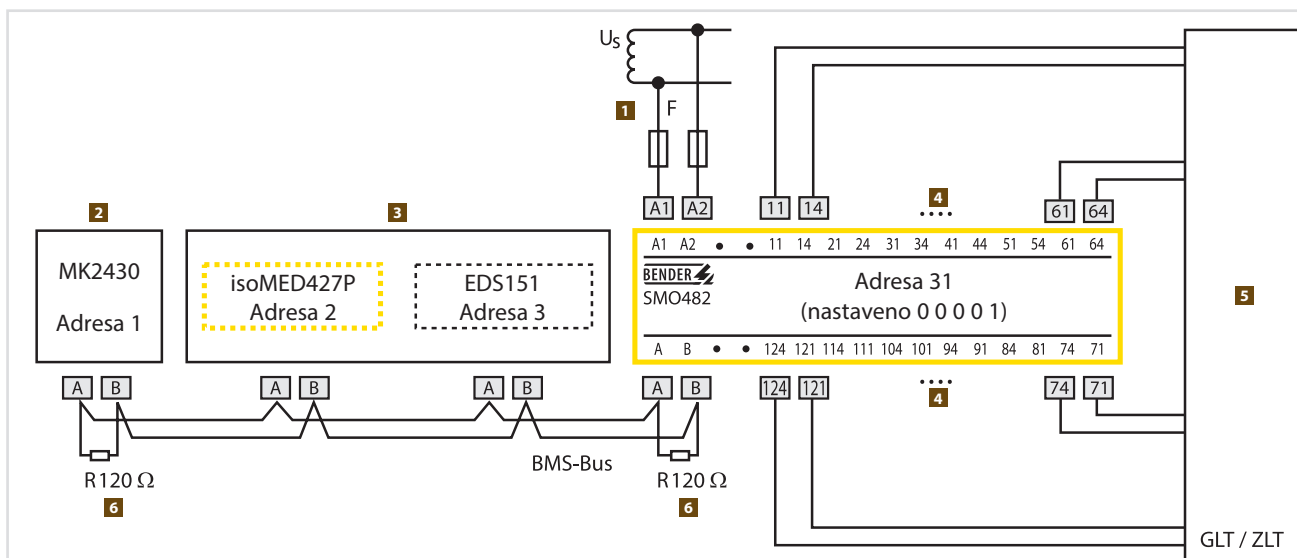 Us
1
F
A1 A2 11 14
4
....
61 64
2
3
MK2430
Adresa 1
isoMED427P
Adresa 2
EDS151
Adresa 3
A1 A2 • • 11 14 21 24 31 34 41 44 51 54 61 64
BENDER
SMO482
Adresa 31
(nastaveno 0 0 0 0 1)
A B • • 124 121 114 111 104 101 94 91 84 81 74 71
5
A B A B A B A B 124 121
....
4
74 71
BMS-Bus
R120 Ω
6
R120 Ω
6
GLT / ZLT